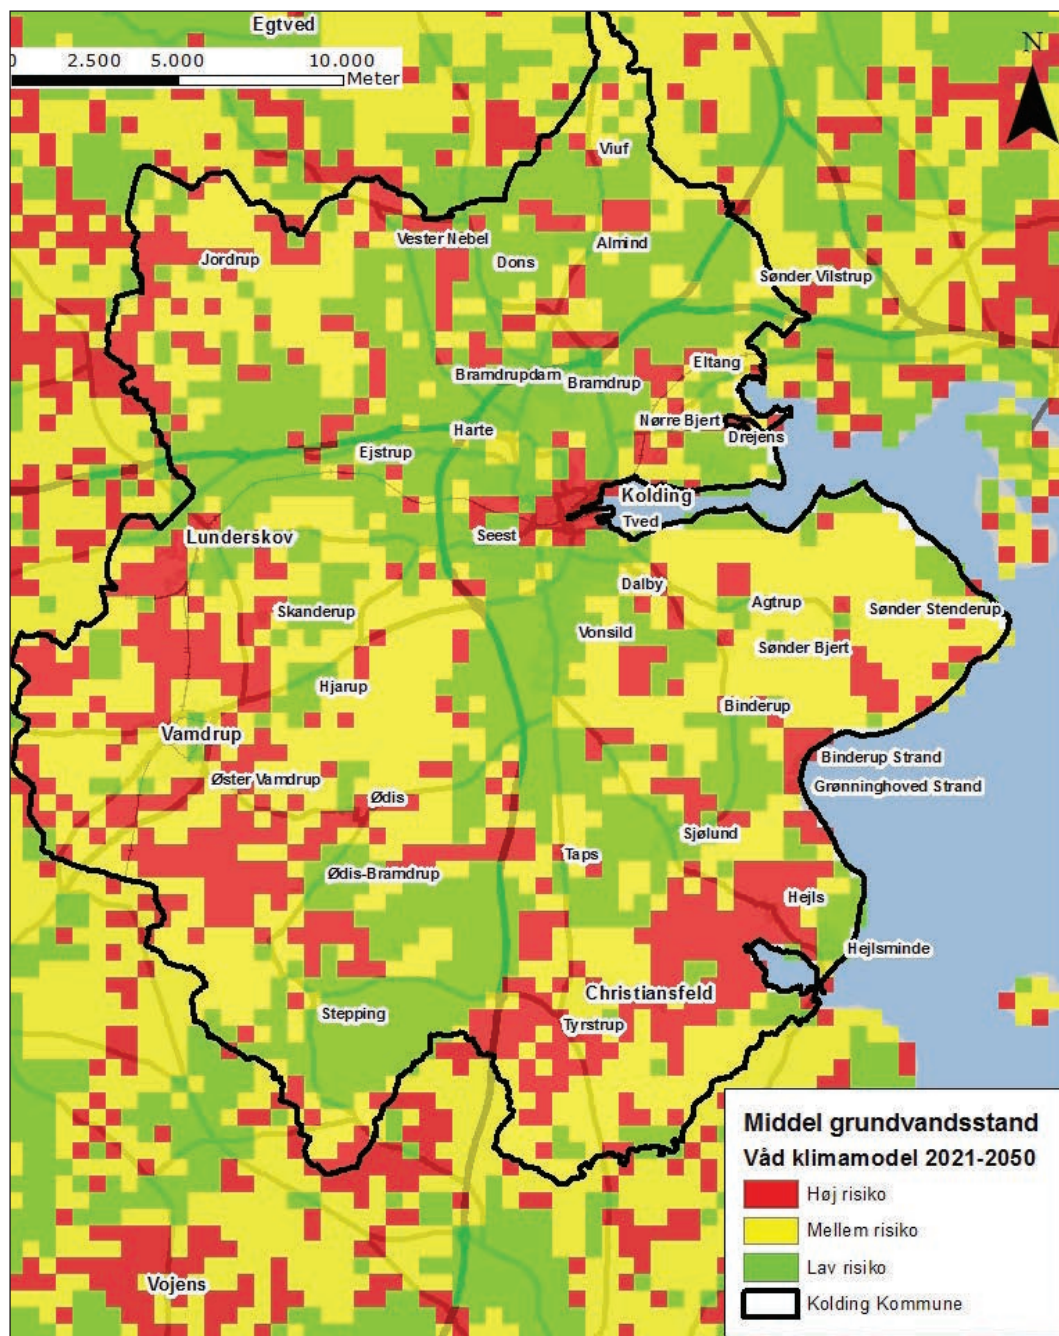 Egtved
0 2.500 5.000 10.000
Meter
N
Viuf
Vester Nebel
Almind
Jordrup
Dons
Sønder Vilstrup
Eltang
Bramdrupdam
Bramdrup
Nørre Bjert
Harte
Drejens
Ejstrup
Kolding
Lunderskov
Seest
Tved
Dalby
Agtrup
Skanderup
Sønder Stenderup
Vonsild
Sønder Bjert
Hjarup
Binderup
Vamdrup
Binderup Strand
Øster Vamdrup
Grønninghoved Strand
Ødis
Sjølund
Taps
Ødis-Bramdrup
Hejls
Hejlsminde
Christiansfeld
Stepping
Tyrstrup
Vojens
Middel grundvandsstand
Våd klimamodel 2021-2050
Høj risiko
Mellem risiko
Lav risiko
Kolding Kommune